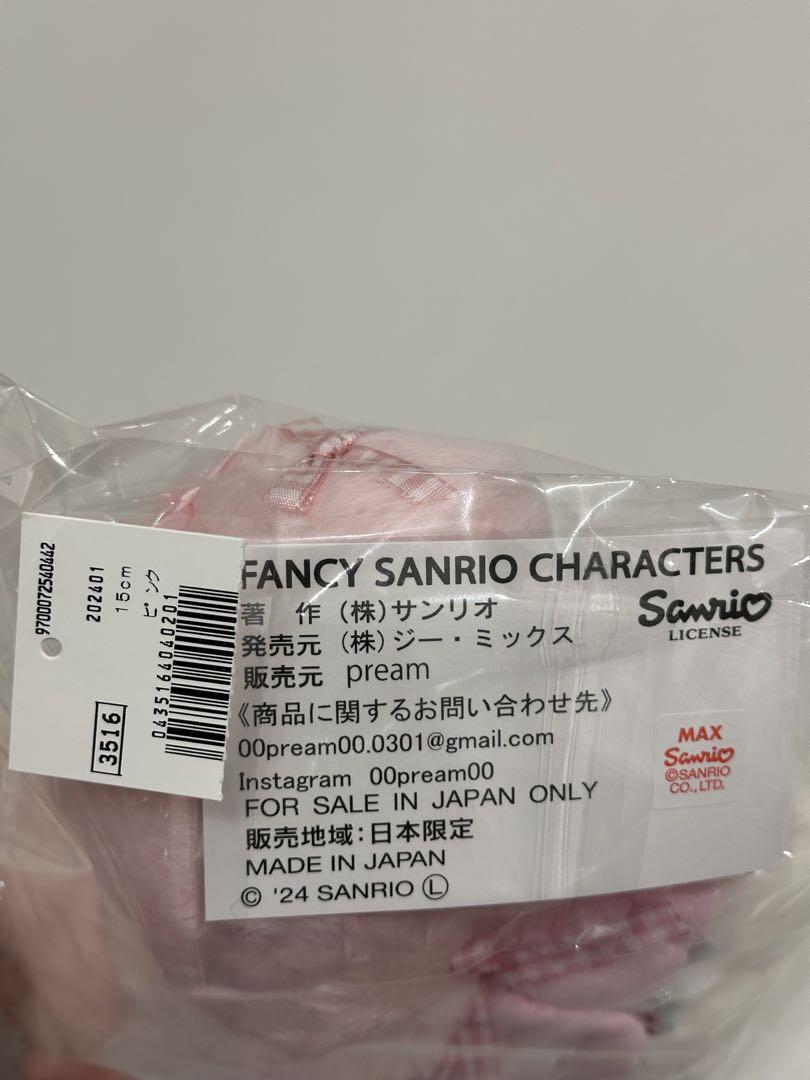 9700072540442
202401
15cm
ピンク
0435164040201
3516
FANCY SANRIO CHARACTERS
著 作 (株)サンリオ
発売元 (株)ジー・ミックス
販売元 pream
《商品に関するお問い合わせ先》
00pream00.0301@gmail.com
Instagram 00pream00
FOR SALE IN JAPAN ONLY
販売地域:日本限定
MADE IN JAPAN
© '24 SANRIO Ⓛ
Sanrio
LICENSE
MAX
Sanrio
©SANRIO
CO., LTD.